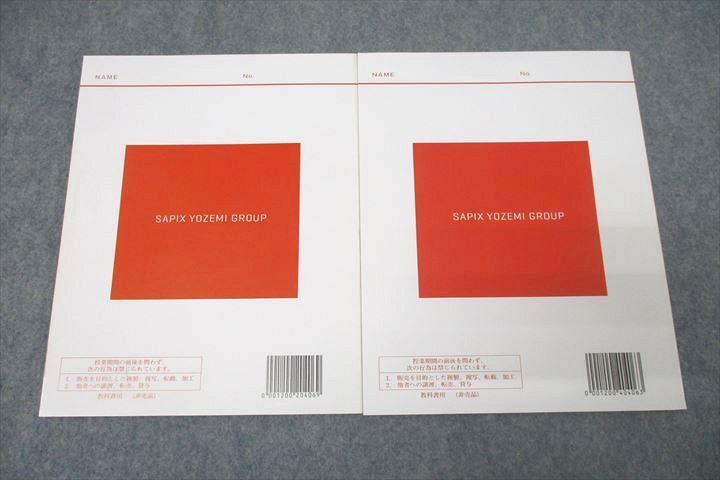 NAME
No.
SAPIX YOZEMI GROUP
授業期間の前後を問わず、
次の行為は禁じられています。
1. 販売を目的とした複製、複写、転載、加工
2. 他者への譲渡、転売、貸与
教科書用 （非売品）
0 001200 204069
NAME
No.
SAPIX YOZEMI GROUP
授業期間の前後を問わず、
次の行為は禁じられています。
1. 販売を目的とした複製、複写、転載、加工
2. 他者への譲渡、転売、貸与
教科書用 （非売品）
0 001200 404063